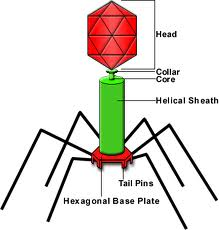 Head
Collar
Core
Helical Sheath
Tail Pins
Hexagonal Base Plate